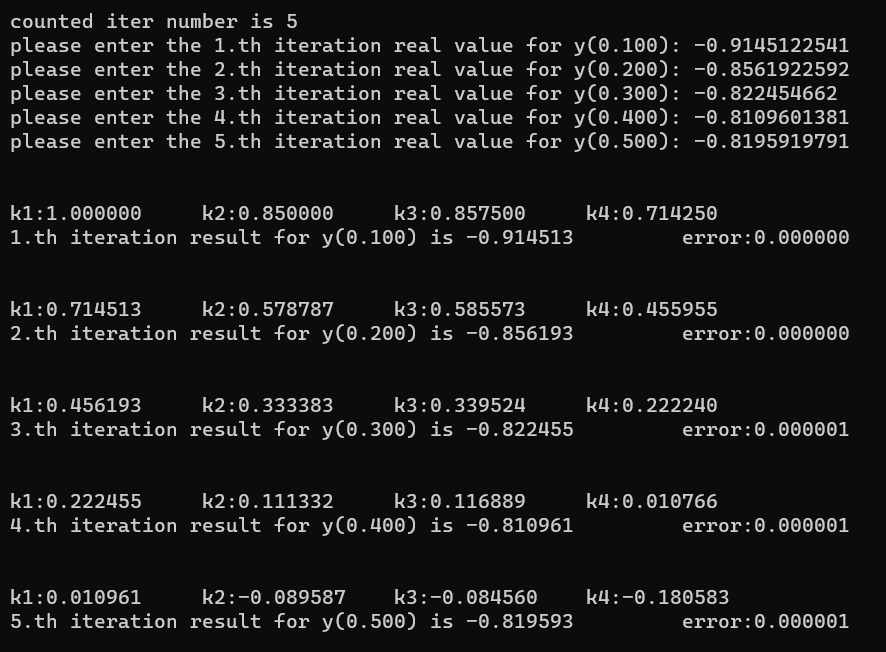 counted iter number is 5
please enter the 1.th iteration real value for y(0.100): -0.9145122541
please enter the 2.th iteration real value for y(0.200): -0.8561922592
please enter the 3.th iteration real value for y(0.300): -0.822454662
please enter the 4.th iteration real value for y(0.400): -0.8109601381
please enter the 5.th iteration real value for y(0.500): -0.8195919791
k1:1.000000     k2:0.850000     k3:0.857500     k4:0.714250
1.th iteration result for y(0.100) is -0.914513         error:0.000000
k1:0.714513     k2:0.578787     k3:0.585573     k4:0.455955
2.th iteration result for y(0.200) is -0.856193         error:0.000000
k1:0.456193     k2:0.333383     k3:0.339524     k4:0.222240
3.th iteration result for y(0.300) is -0.822455         error:0.000001
k1:0.222455     k2:0.111332     k3:0.116889     k4:0.010766
4.th iteration result for y(0.400) is -0.810961         error:0.000001
k1:0.010961     k2:-0.089587    k3:-0.084560    k4:-0.180583
5.th iteration result for y(0.500) is -0.819593         error:0.000001